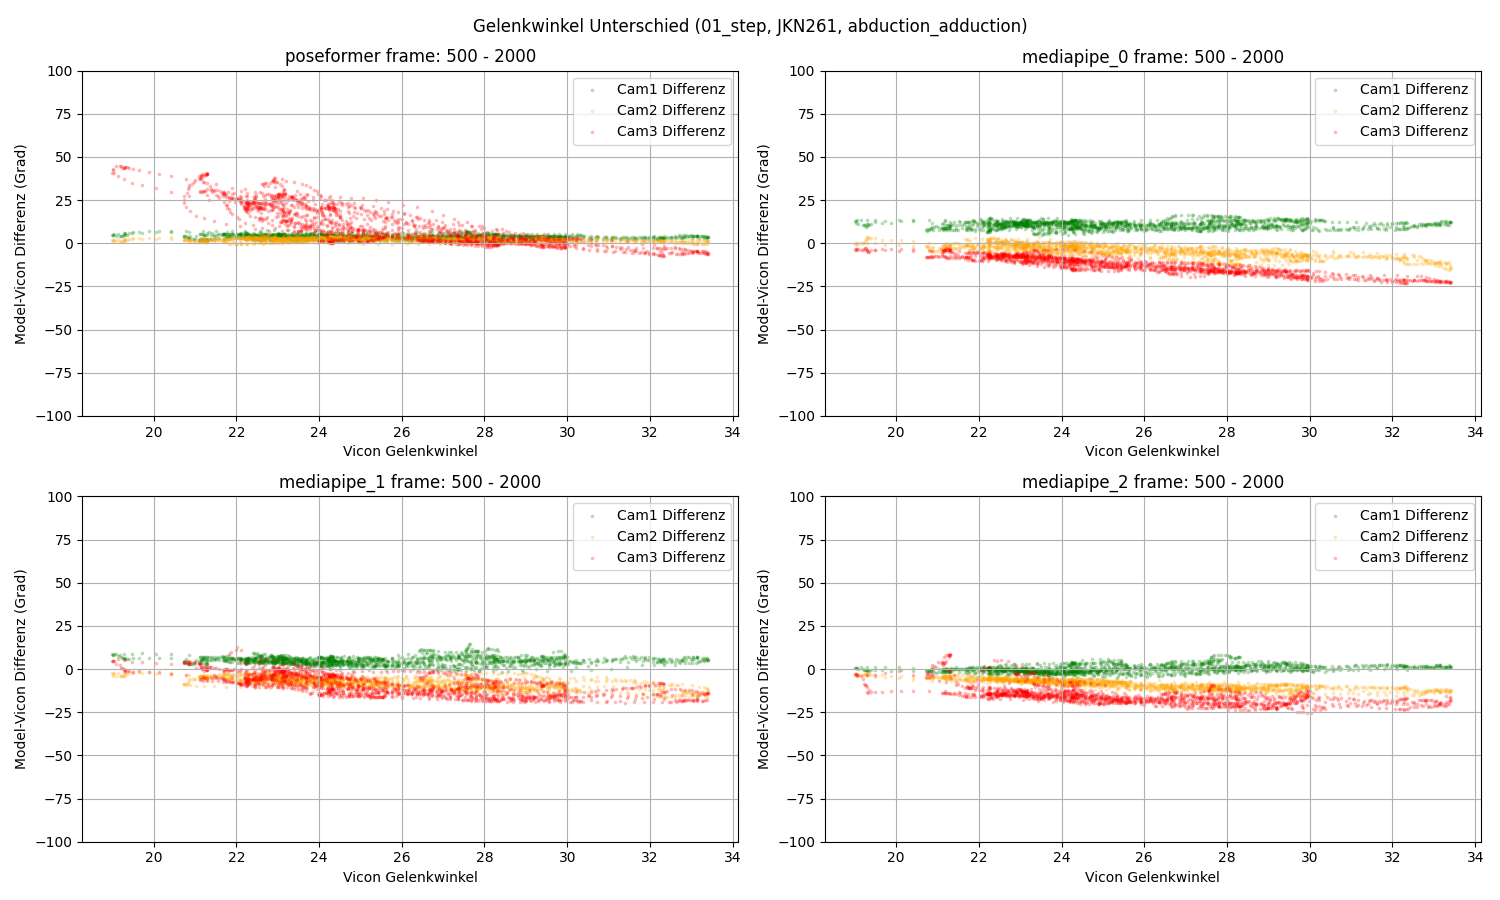 Gelenkwinkel Unterschied (01_step, JKN261, abduction_adduction)
poseformer frame: 500 - 2000
100
75
50
25
0
−25
−50
−75
−100
Model-Vicon Differenz (Grad)
Cam1 Differenz
Cam2 Differenz
Cam3 Differenz
20 22 24 26 28 30 32 34
Vicon Gelenkwinkel
mediapipe_0 frame: 500 - 2000
100
75
50
25
0
−25
−50
−75
−100
Model-Vicon Differenz (Grad)
Cam1 Differenz
Cam2 Differenz
Cam3 Differenz
20 22 24 26 28 30 32 34
Vicon Gelenkwinkel
mediapipe_1 frame: 500 - 2000
100
75
50
25
0
−25
−50
−75
−100
Model-Vicon Differenz (Grad)
Cam1 Differenz
Cam2 Differenz
Cam3 Differenz
20 22 24 26 28 30 32 34
Vicon Gelenkwinkel
mediapipe_2 frame: 500 - 2000
100
75
50
25
0
−25
−50
−75
−100
Model-Vicon Differenz (Grad)
Cam1 Differenz
Cam2 Differenz
Cam3 Differenz
20 22 24 26 28 30 32 34
Vicon Gelenkwinkel